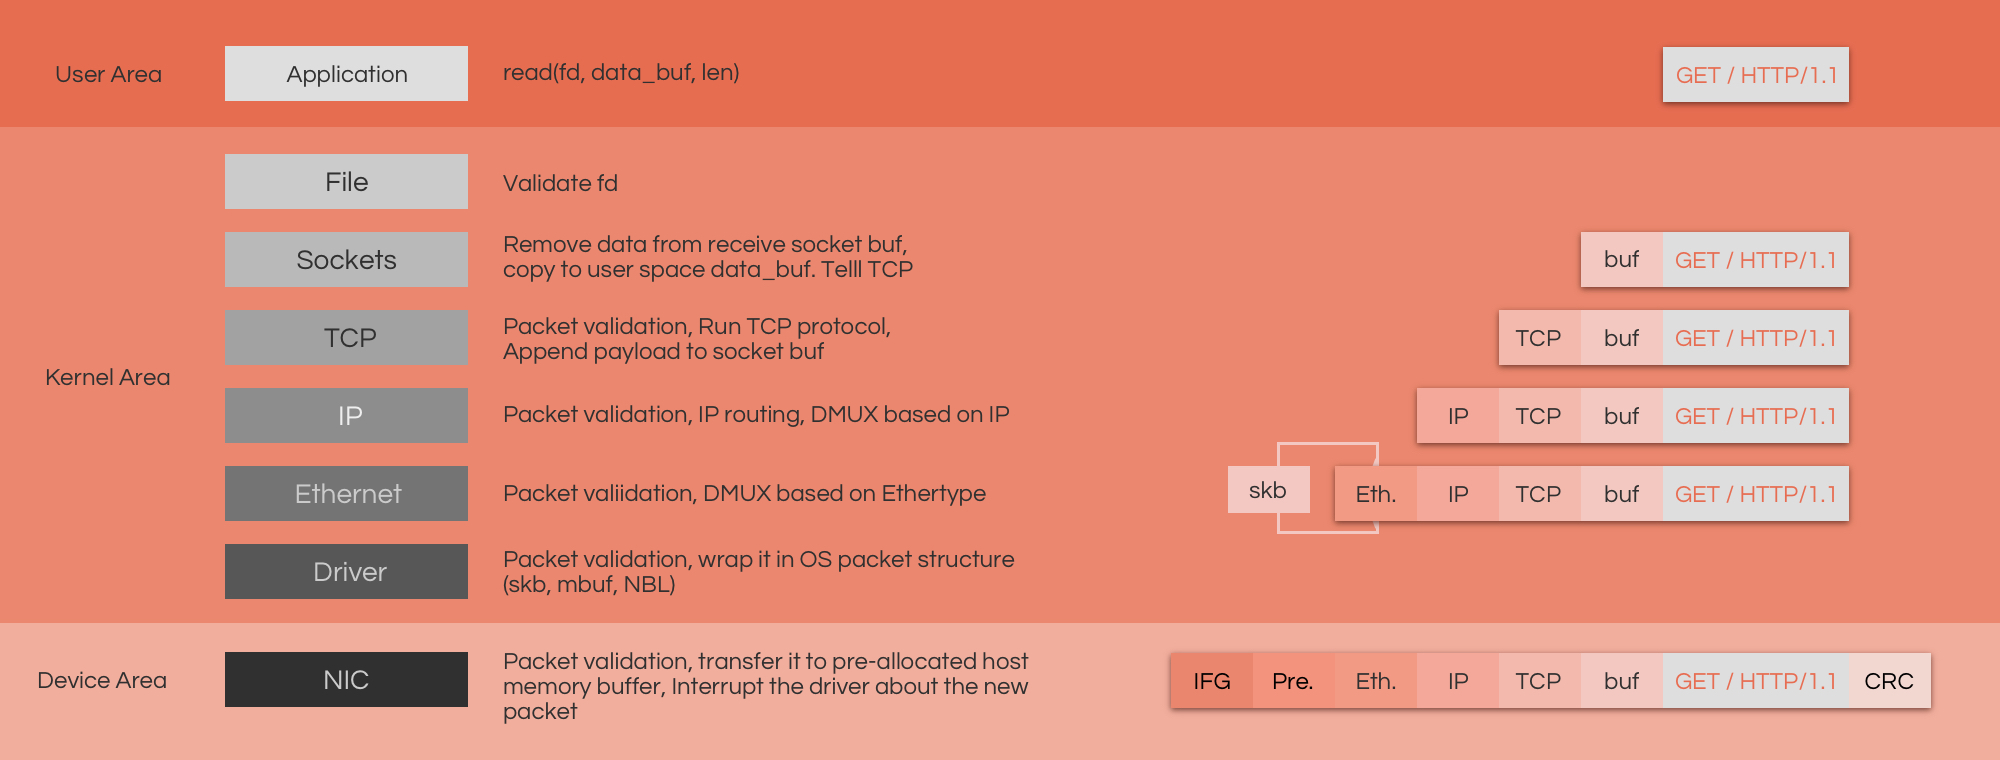 User Area
Application
read(fd, data_buf, len)
GET / HTTP/1.1
File
Validate fd
Sockets
Remove data from receive socket buf,
copy to user space data_buf. Telll TCP
buf GET / HTTP/1.1
Kernel Area
TCP
Packet validation, Run TCP protocol,
Append payload to socket buf
TCP buf GET / HTTP/1.1
IP
Packet validation, IP routing, DMUX based on IP
IP TCP buf GET / HTTP/1.1
Ethernet
Packet valiidation, DMUX based on Ethertype
skb Eth. IP TCP buf GET / HTTP/1.1
Driver
Packet validation, wrap it in OS packet structure
(skb, mbuf, NBL)
Device Area
NIC
Packet validation, transfer it to pre-allocated host
memory buffer, Interrupt the driver about the new
packet
IFG Pre. Eth. IP TCP buf GET / HTTP/1.1 CRC